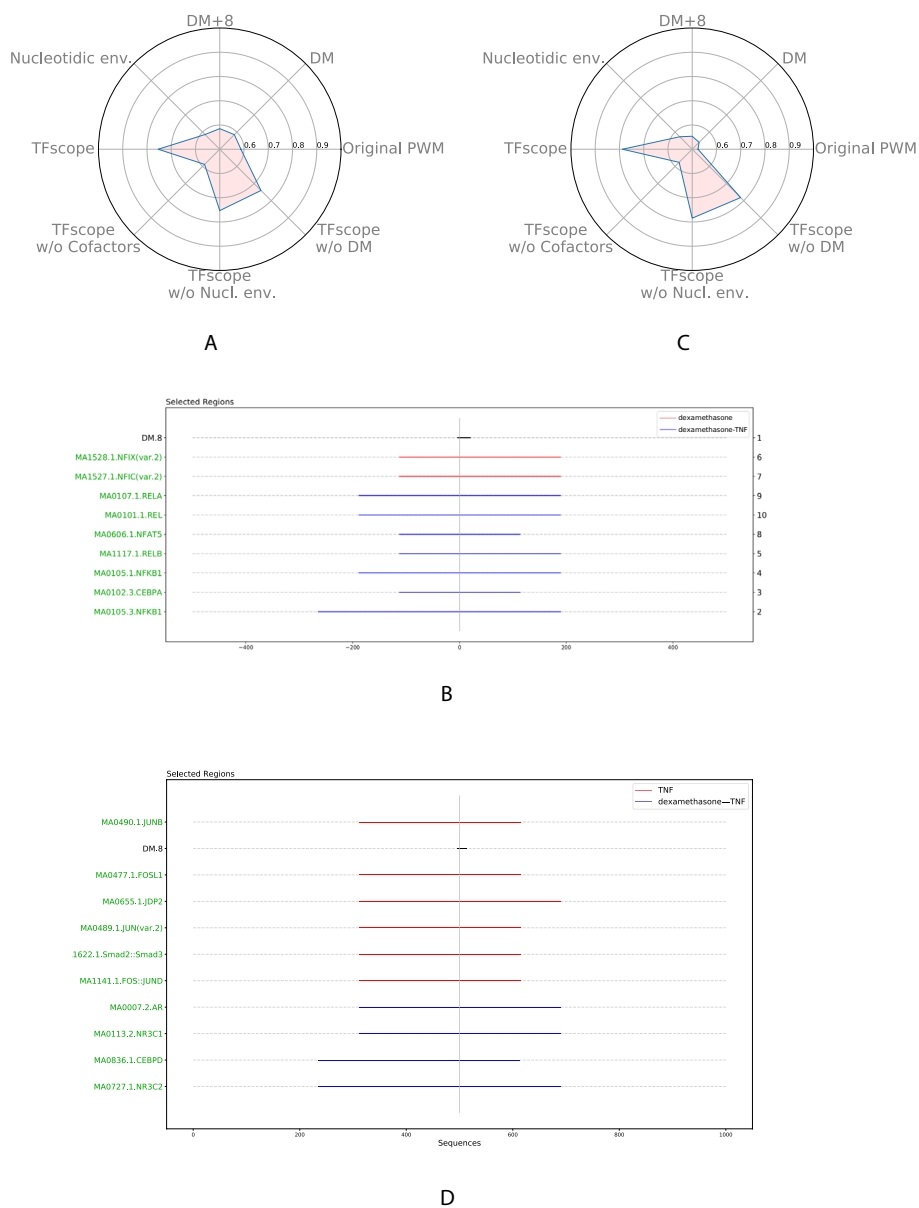 DM+8
Nucleotidic env.
DM
TFscope
0.6 0.7 0.8 0.9
Original PWM
TFscope
w/o Cofactors
TFscope
w/o DM
TFscope
w/o Nucl. env.
A
DM+8
Nucleotidic env.
DM
TFscope
0.6 0.7 0.8 0.9
Original PWM
TFscope
w/o Cofactors
TFscope
w/o DM
TFscope
w/o Nucl. env.
C
Selected Regions
dexamethasone
dexamethasone-TNF
DM.8 1
MA1528.1.NFIX(var.2) 6
MA1527.1.NFIC(var.2) 7
MA0107.1.RELA 9
MA0101.1.REL 10
MA0606.1.NFAT5 8
MA1117.1.RELB 5
MA0105.1.NFKB1 4
MA0102.3.CEBPA 3
MA0105.3.NFKB1 2
−400 −200 0 200 400
B
Selected Regions
TNF
dexamethasone—TNF
MA0490.1.JUNB
DM.8
MA0477.1.FOSL1
MA0655.1.JDP2
MA0489.1.JUN(var.2)
1622.1.Smad2::Smad3
MA1141.1.FOS::JUND
MA0007.2.AR
MA0113.2.NR3C1
MA0836.1.CEBPD
MA0727.1.NR3C2
0 200 400 600 800 1000
Sequences
D